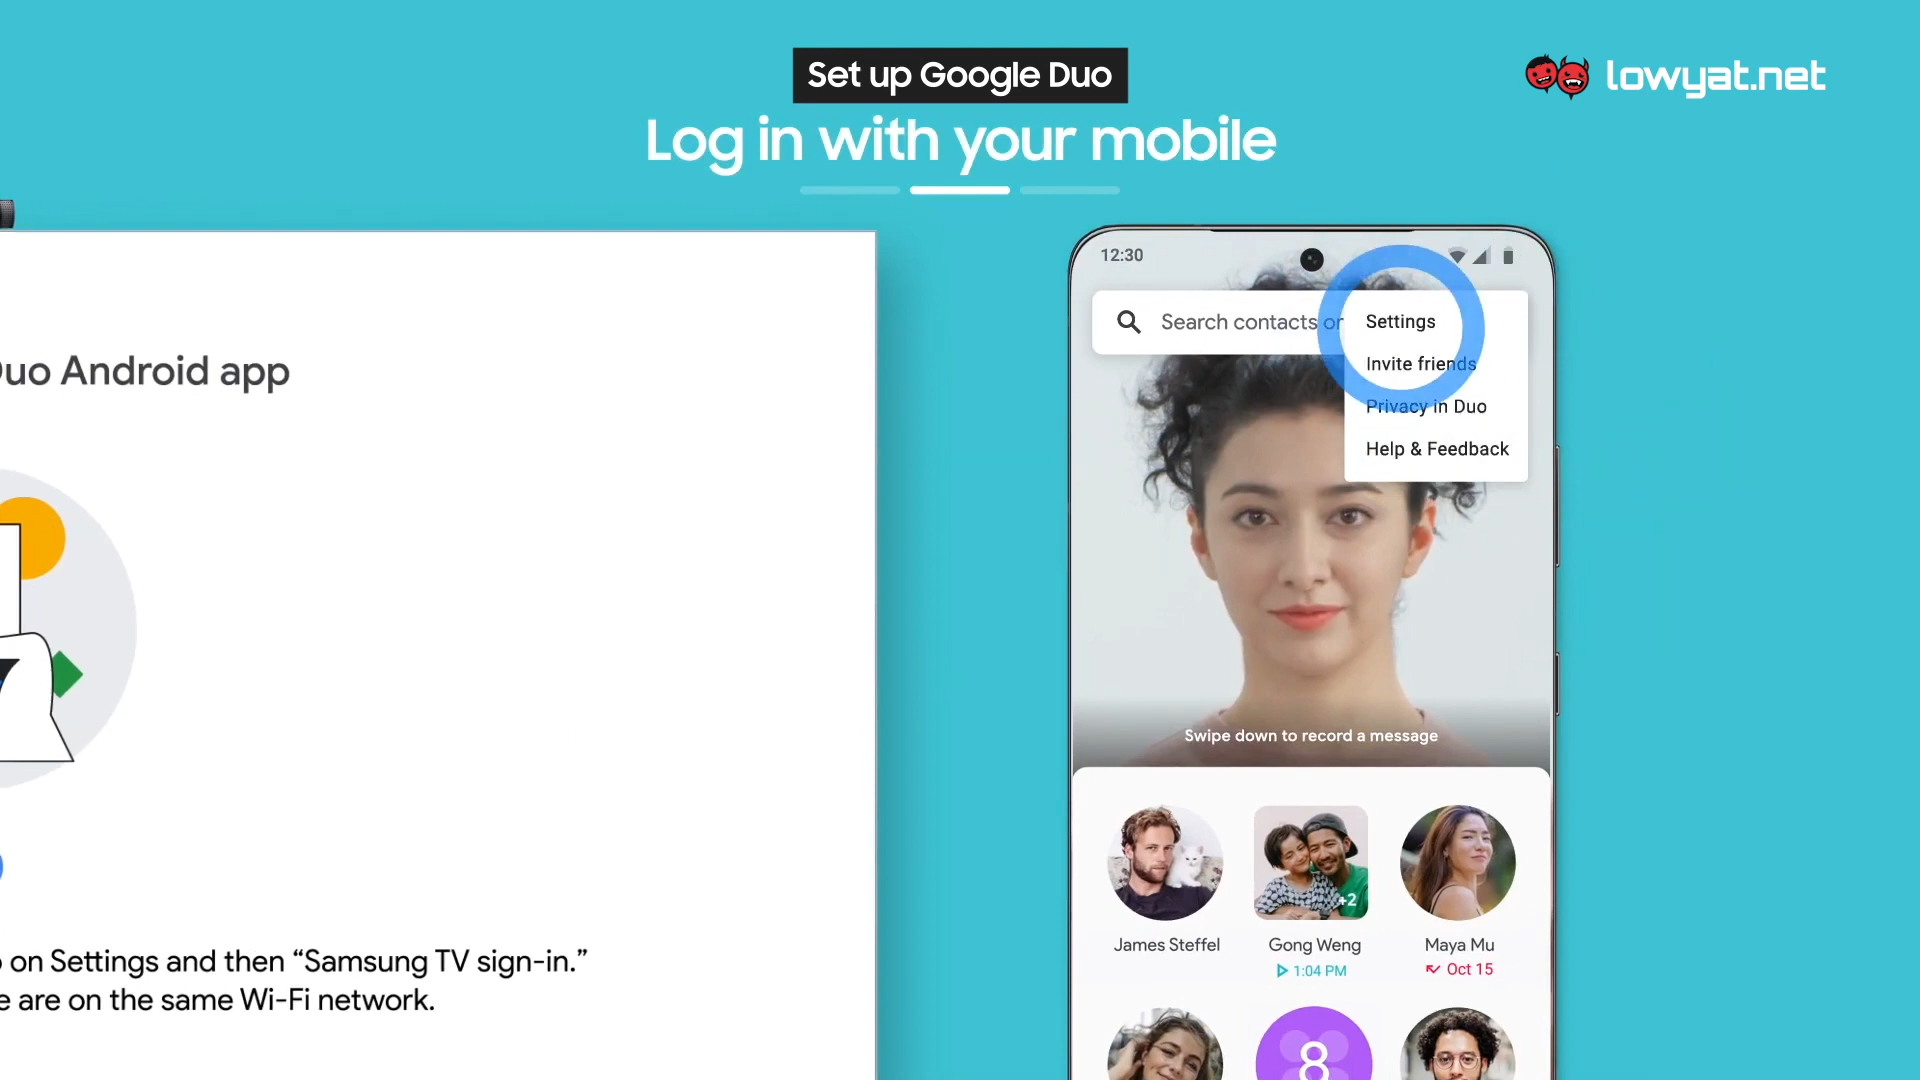 Set up Google Duo
Log in with your mobile
lowyat.net
Duo Android app
on Settings and then “Samsung TV sign-in.”
are on the same Wi-Fi network.
12:30
Search contacts or
Settings
Invite friends
Privacy in Duo
Help & Feedback
Swipe down to record a message
+2
James Steffel
Gong Weng
Maya Mu
1:04 PM
Oct 15
8